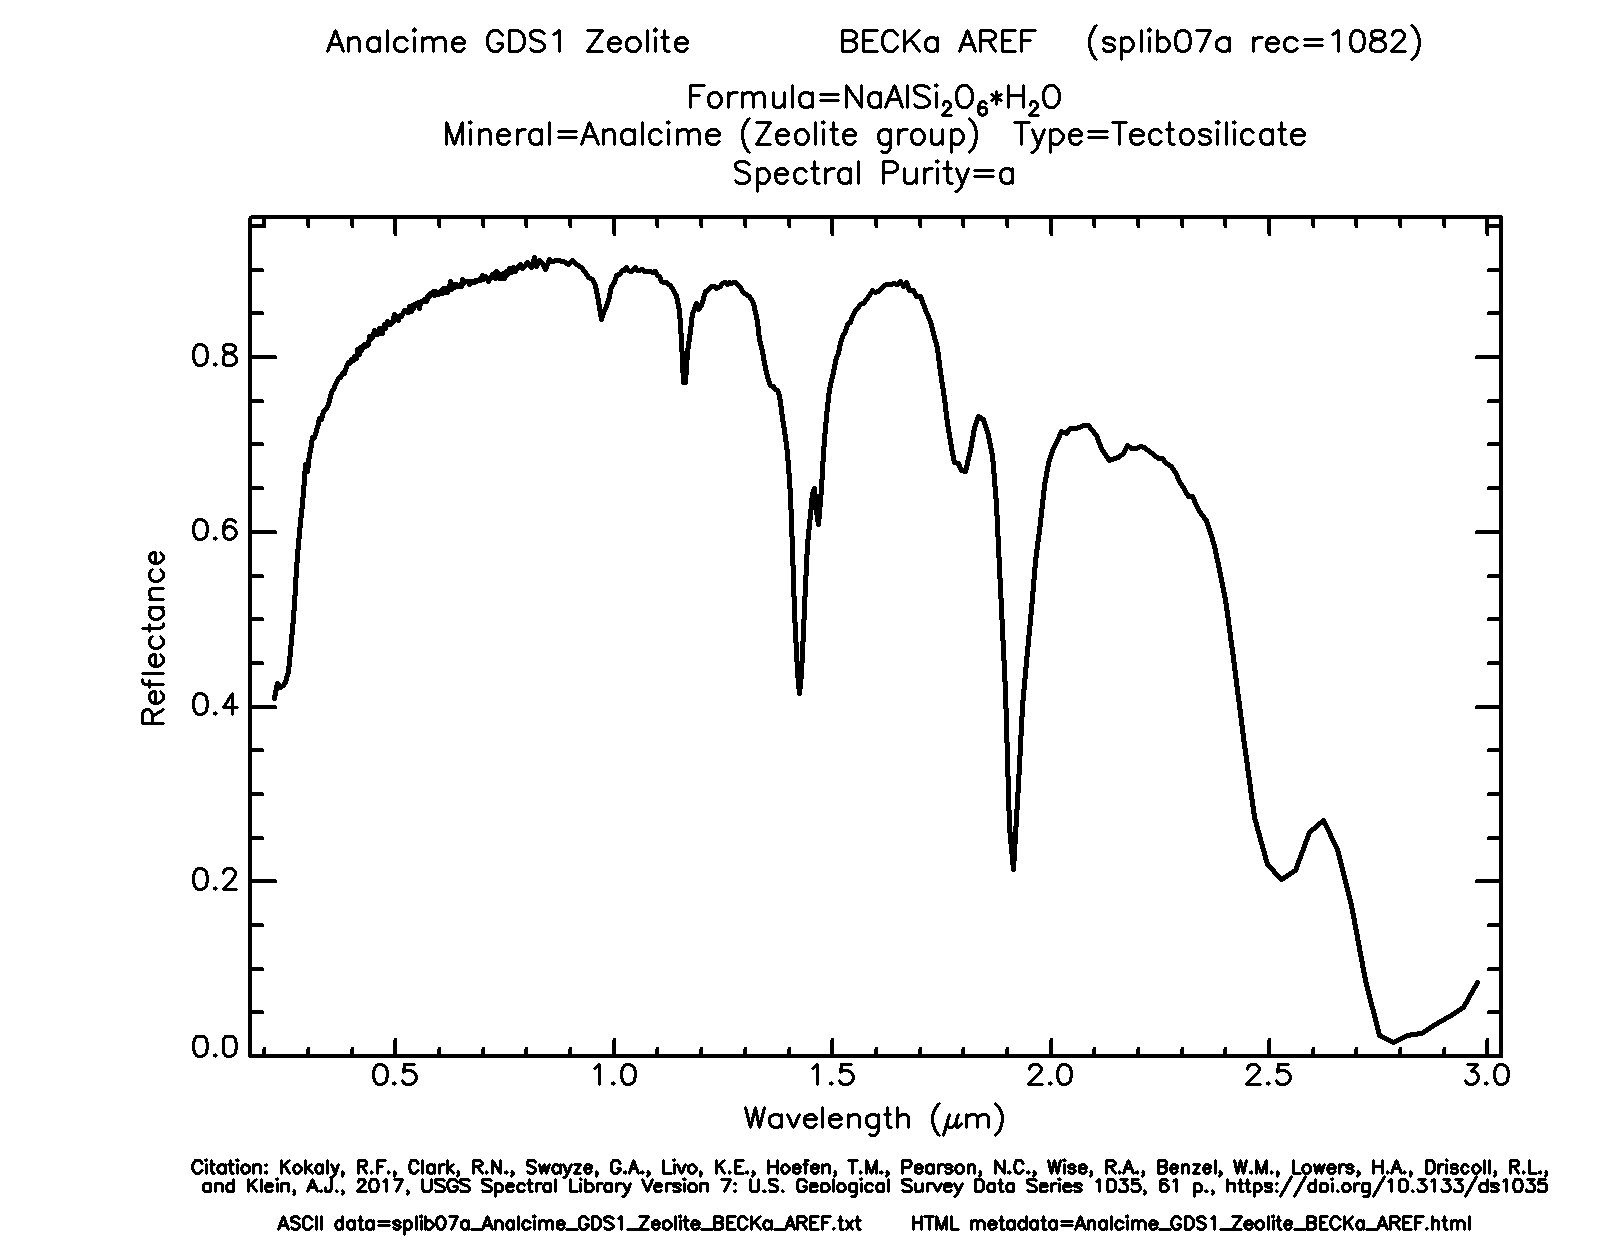 Analcime GDS1 Zeolite BECKa AREF (splib07a rec=1082)
Formula=NaAlSi2O6*H2O
Mineral=Analcime (Zeolite group) Type=Tectosilicate
Spectral Purity=a
Reflectance
0.8
0.6
0.4
0.2
0.0
0.5 1.0 1.5 2.0 2.5 3.0
Wavelength (μm)
Citation: Kokaly, R.F., Clark, R.N., Swayze, G.A., Livo, K.E., Hoefen, T.M., Pearson, N.C., Wise, R.A., Benzel, W.M., Lowers, H.A., Driscoll, R.L.,
and Klein, A.J., 2017, USGS Spectral Library Version 7: U.S. Geological Survey Data Series 1035, 61 p., https://doi.org/10.3133/ds1035
ASCII data=splib07a_Analcime_GDS1_Zeolite_BECKa_AREF.txt HTML metadata=Analcime_GDS1_Zeolite_BECKa_AREF.html